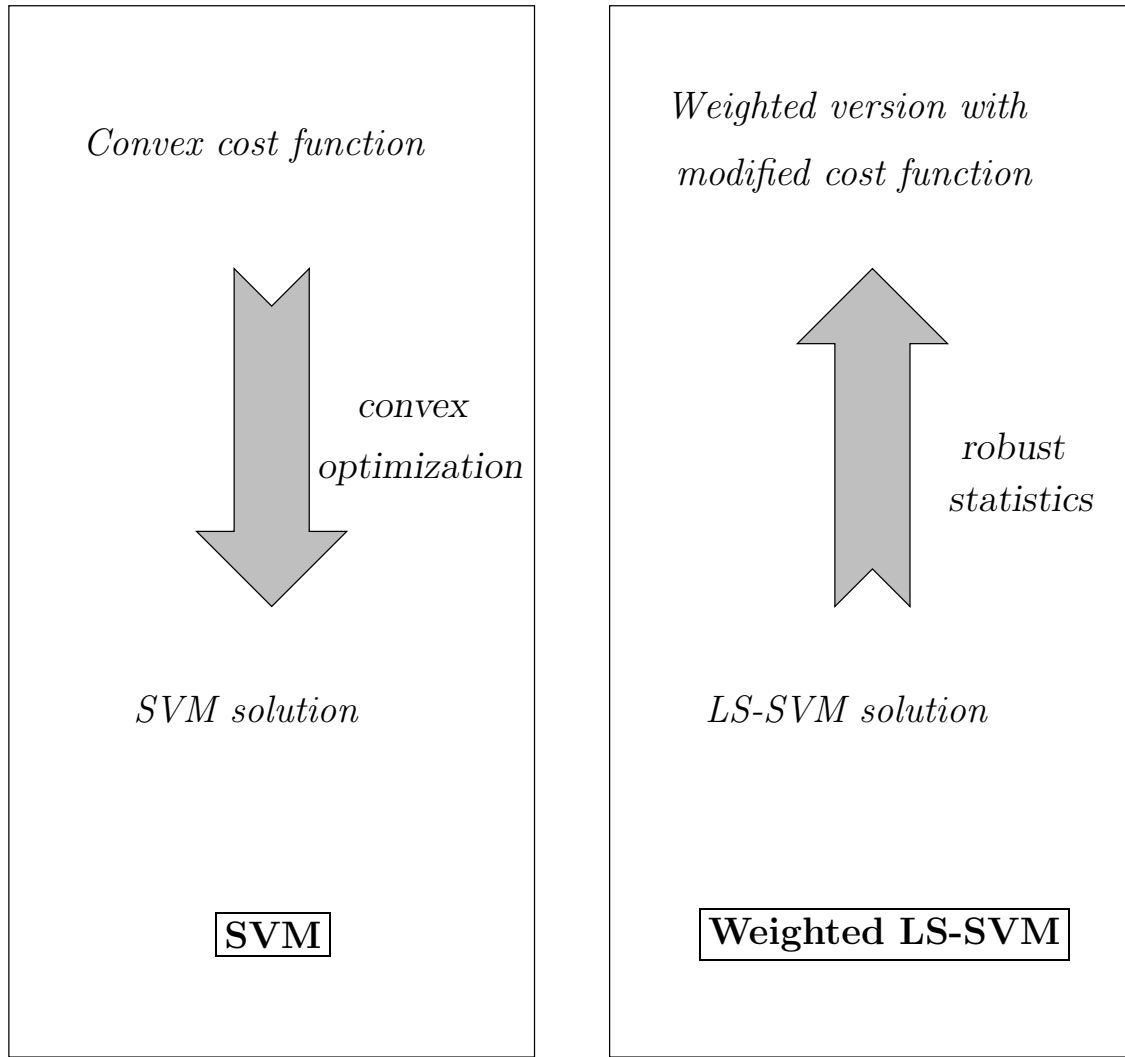 Convex cost function
convex
optimization
SVM solution
SVM
Weighted version with
modified cost function
robust
statistics
LS-SVM solution
Weighted LS-SVM